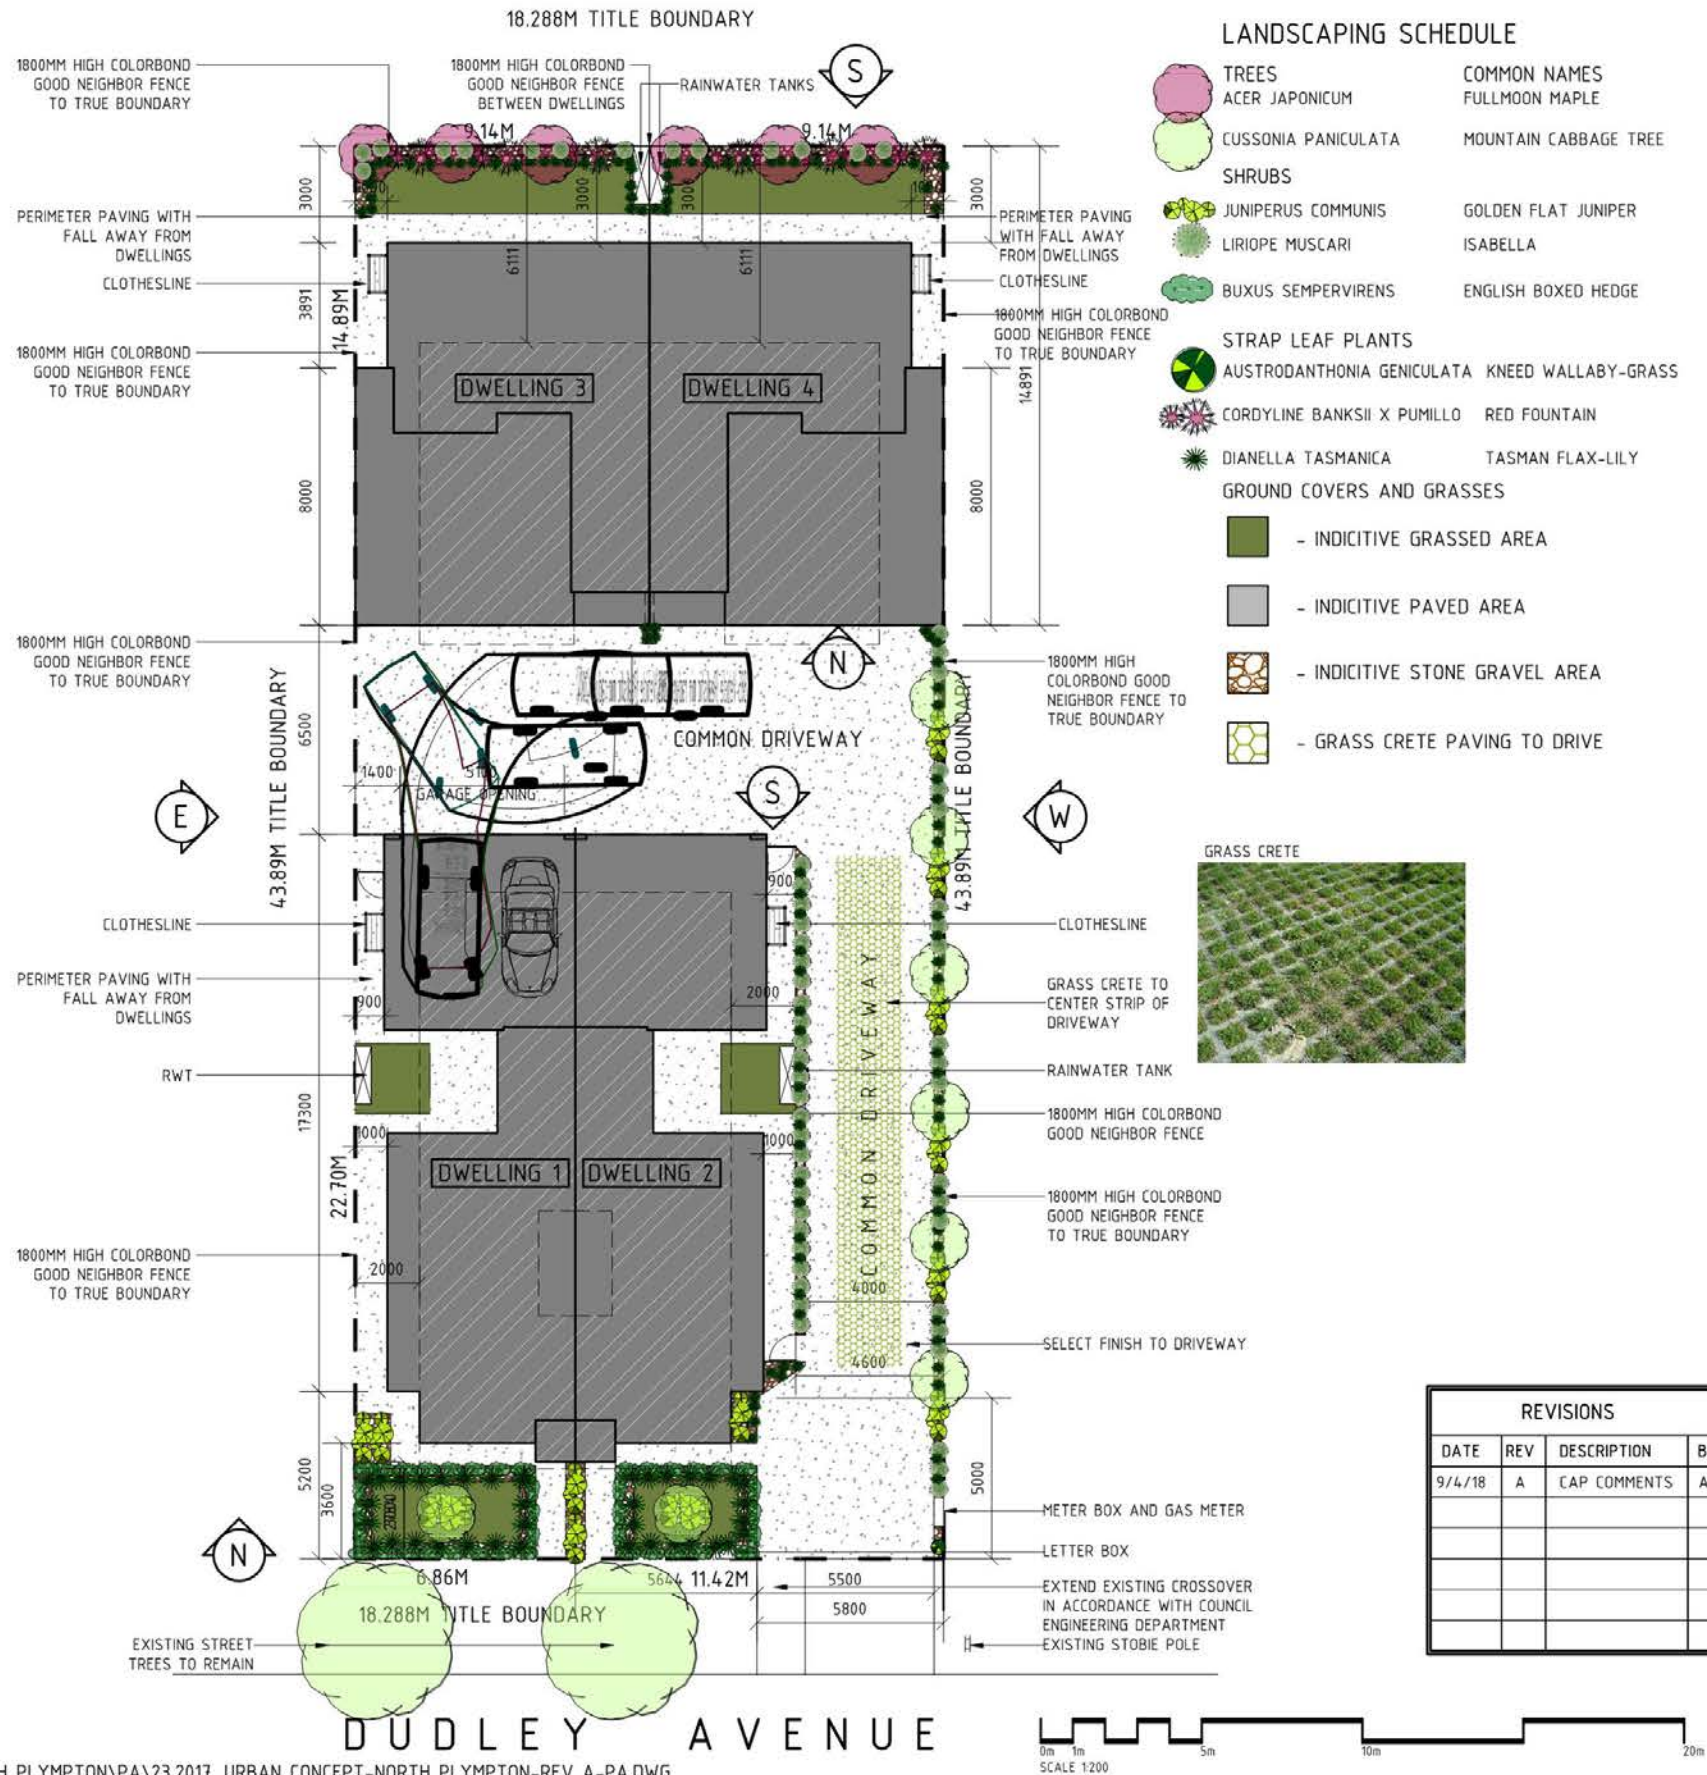 18.288M TITLE BOUNDARY
1800MM HIGH COLORBOND
GOOD NEIGHBOR FENCE
TO TRUE BOUNDARY
1800MM HIGH COLORBOND
GOOD NEIGHBOR FENCE
BETWEEN DWELLINGS
RAINWATER TANKS
S
9.14M
9.14M
3000
3000
3000
3000
PERIMETER PAVING WITH
FALL AWAY FROM
DWELLINGS
PERIMETER PAVING
WITH FALL AWAY
FROM DWELLINGS
CLOTHESLINE
CLOTHESLINE
6111
6111
3891
14.89M
1800MM HIGH COLORBOND
GOOD NEIGHBOR FENCE
TO TRUE BOUNDARY
1800MM HIGH COLORBOND
GOOD NEIGHBOR FENCE
TO TRUE BOUNDARY
14891
DWELLING 3
DWELLING 4
8000
8000
1800MM HIGH COLORBOND
GOOD NEIGHBOR FENCE
TO TRUE BOUNDARY
N
1800MM HIGH
COLORBOND GOOD
NEIGHBOR FENCE TO
TRUE BOUNDARY
43.89M TITLE BOUNDARY
6500
COMMON DRIVEWAY
1400
GARAGE OPENING
S
43.89M TITLE BOUNDARY
E
W
900
CLOTHESLINE
CLOTHESLINE
PERIMETER PAVING WITH
FALL AWAY FROM
DWELLINGS
900
2000
GRASS CRETE TO
CENTER STRIP OF
DRIVEWAY
RWT
RAINWATER TANK
17300
1000
1000
1800MM HIGH COLORBOND
GOOD NEIGHBOR FENCE
22.70M
DWELLING 1
DWELLING 2
COMMON DRIVEWAY
1800MM HIGH COLORBOND
GOOD NEIGHBOR FENCE
TO TRUE BOUNDARY
1800MM HIGH COLORBOND
GOOD NEIGHBOR FENCE
TO TRUE BOUNDARY
2000
4000
SELECT FINISH TO DRIVEWAY
4600
5200
3600
5000
METER BOX AND GAS METER
LETTER BOX
N
6.86M
5644
11.42M
5500
5800
EXTEND EXISTING CROSSOVER
IN ACCORDANCE WITH COUNCIL
ENGINEERING DEPARTMENT
EXISTING STOBIE POLE
18.288M TITLE BOUNDARY
EXISTING STREET
TREES TO REMAIN
DUDLEY AVENUE
0m 1m 5m 10m 20m
SCALE 1:200
PLYMPTON\PA\23.2017 URBAN CONCEPT-NORTH PLYMPTON-REV A-PA.DWG
LANDSCAPING SCHEDULE
TREES COMMON NAMES
ACER JAPONICUM FULLMOON MAPLE
CUSSONIA PANICULATA MOUNTAIN CABBAGE TREE
SHRUBS
JUNIPERUS COMMUNIS GOLDEN FLAT JUNIPER
LIRIOPE MUSCARI ISABELLA
BUXUS SEMPERVIRENS ENGLISH BOXED HEDGE
STRAP LEAF PLANTS
AUSTRODANTHONIA GENICULATA KNEED WALLABY-GRASS
CORDYLINE BANKSII X PUMILLO RED FOUNTAIN
DIANELLA TASMANICA TASMAN FLAX-LILY
GROUND COVERS AND GRASSES
- INDICITIVE GRASSED AREA
- INDICITIVE PAVED AREA
- INDICITIVE STONE GRAVEL AREA
- GRASS CRETE PAVING TO DRIVE
GRASS CRETE
REVISIONS
DATE REV DESCRIPTION
9/4/18 A CAP COMMENTS